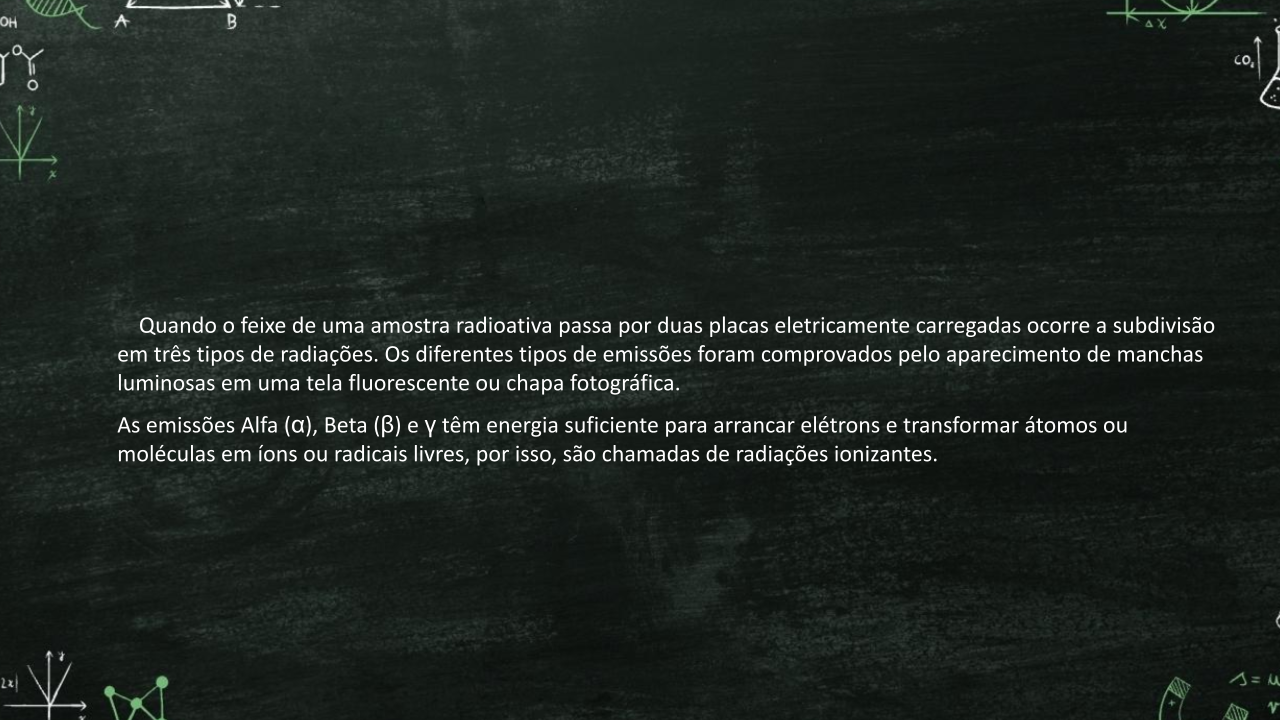 OH
A B
Δx
O
O
CO₂
y
x
Quando o feixe de uma amostra radioativa passa por duas placas eletricamente carregadas ocorre a subdivisão
em três tipos de radiações. Os diferentes tipos de emissões foram comprovados pelo aparecimento de manchas
luminosas em uma tela fluorescente ou chapa fotográfica.
As emissões Alfa (α), Beta (β) e γ têm energia suficiente para arrancar elétrons e transformar átomos ou
moléculas em íons ou radicais livres, por isso, são chamadas de radiações ionizantes.
y
2x|
x
+